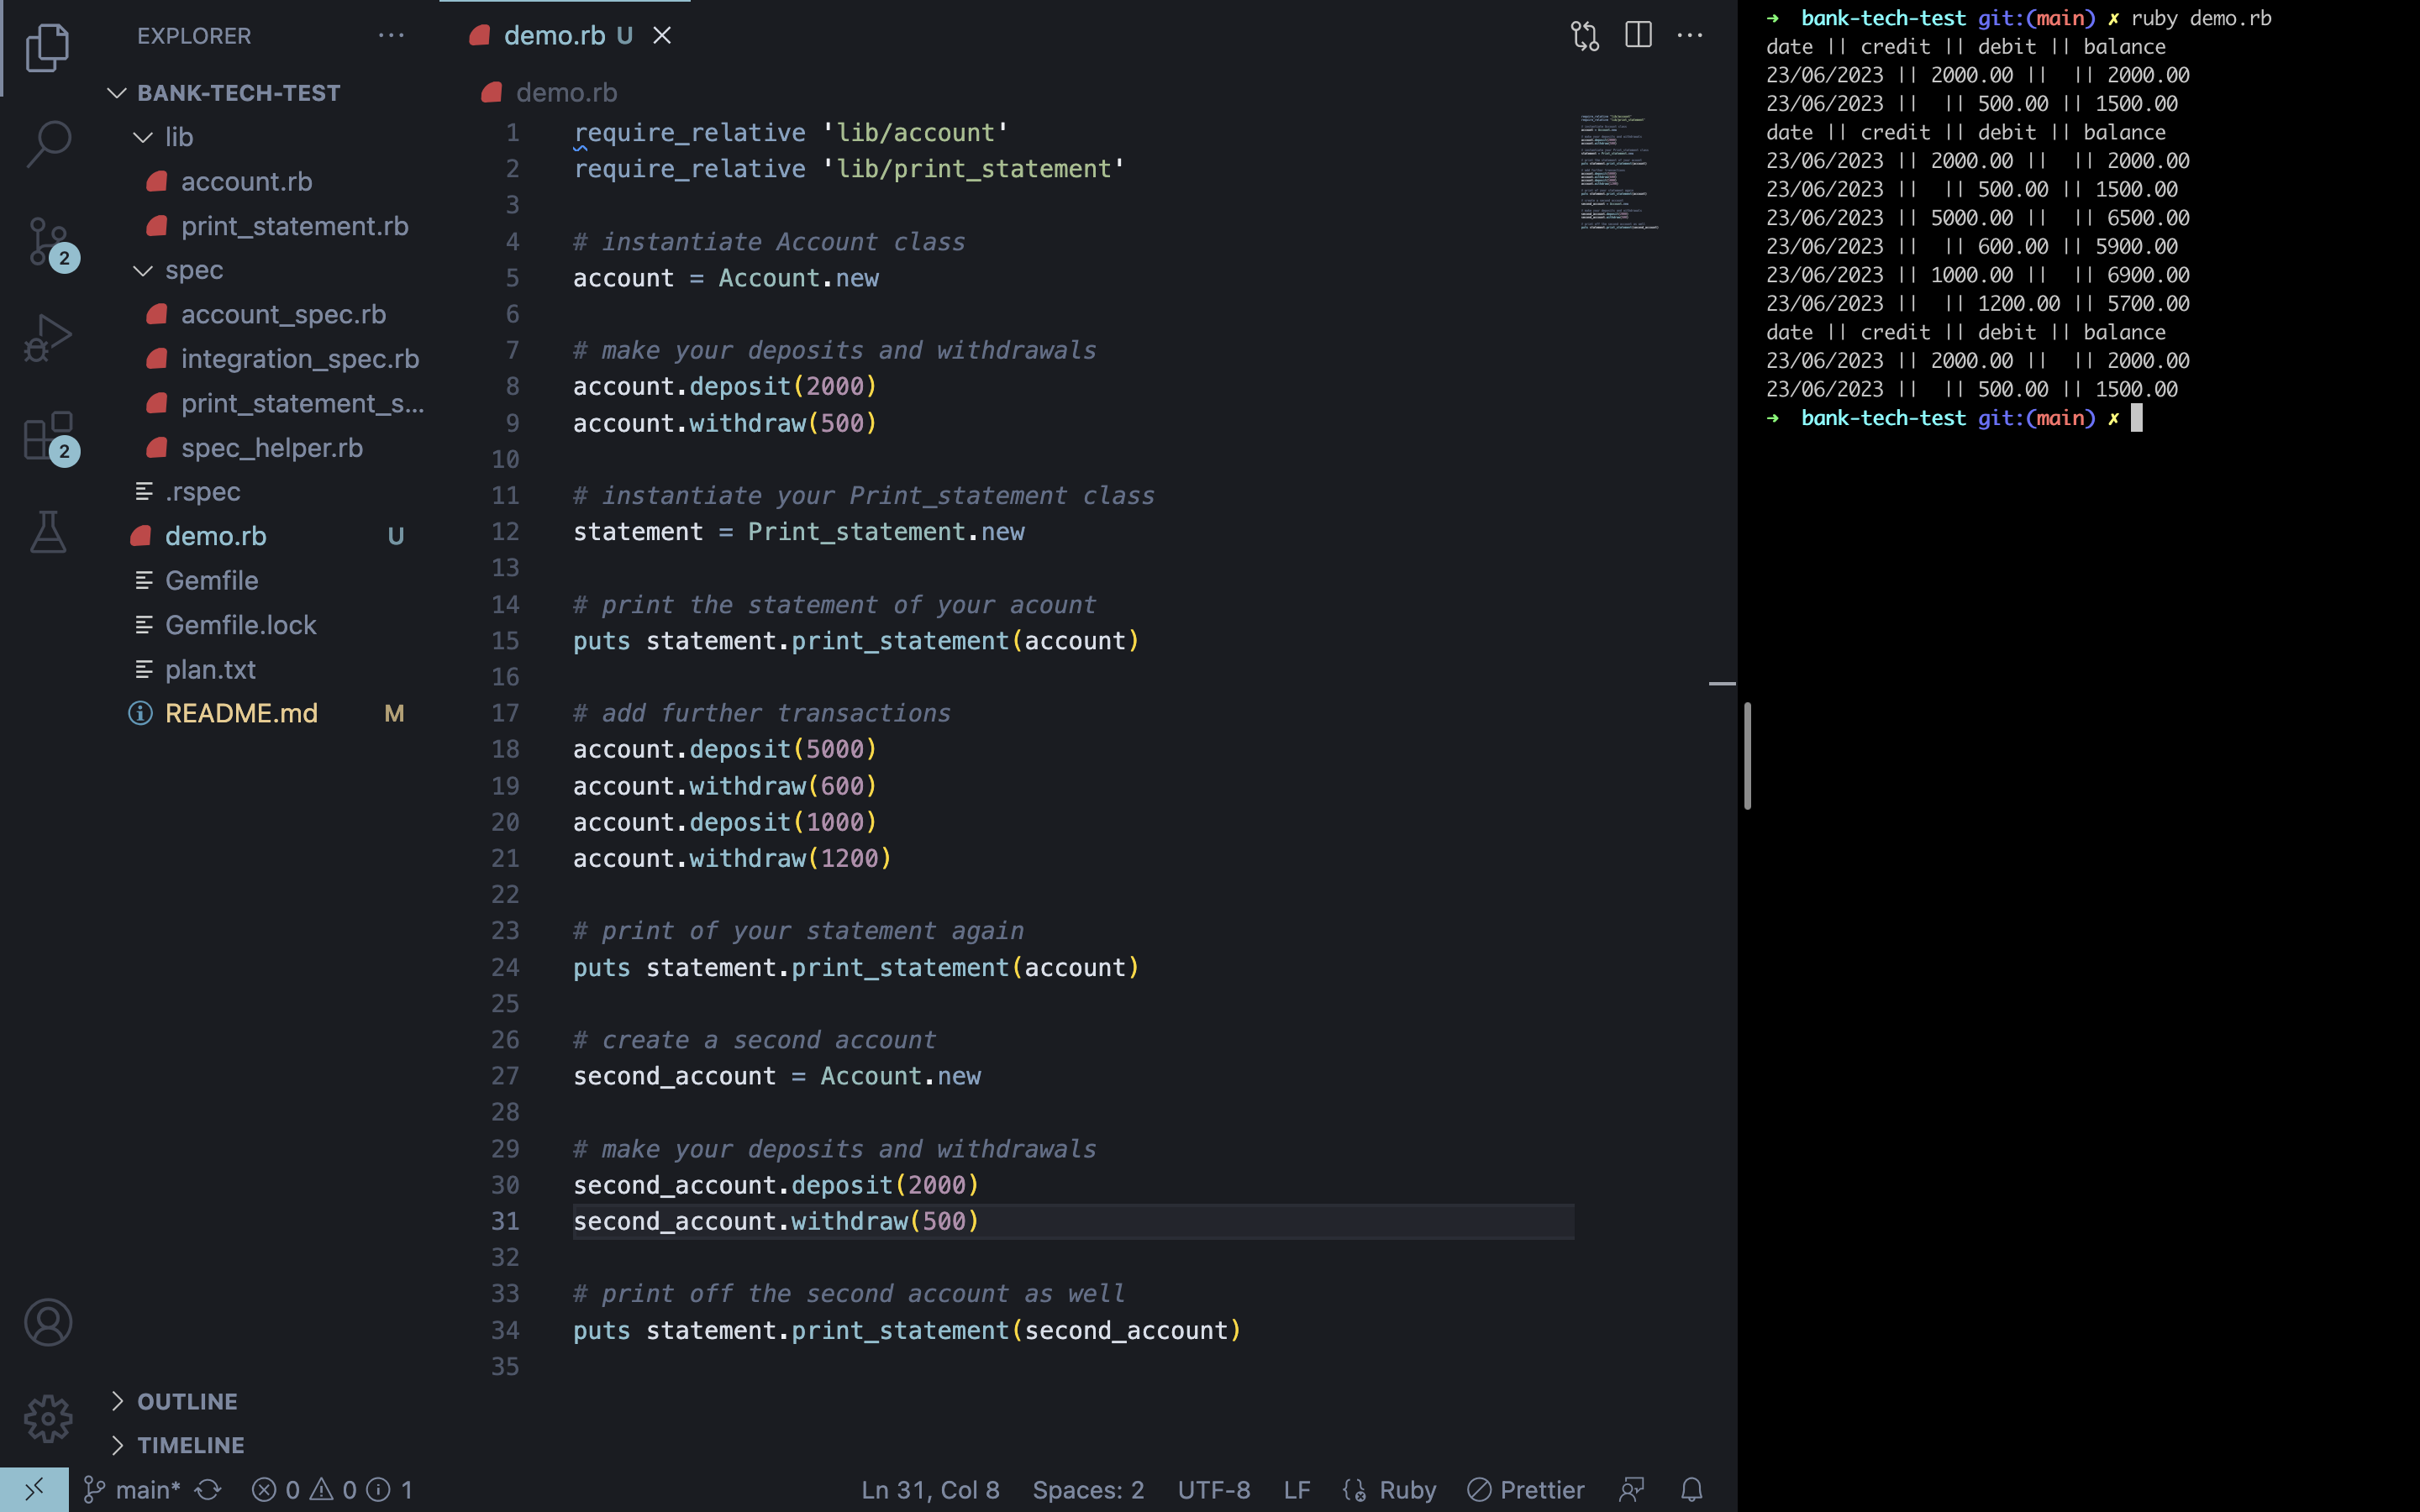 EXPLORER
BANK-TECH-TEST
lib
account.rb
print_statement.rb
spec
account_spec.rb
integration_spec.rb
print_statement_s...
spec_helper.rb
.rspec
demo.rb U
Gemfile
Gemfile.lock
plan.txt
README.md M
OUTLINE
TIMELINE
2
2
demo.rb U
demo.rb
1 require_relative 'lib/account'
2 require_relative 'lib/print_statement'
3
4 # instantiate Account class
5 account = Account.new
6
7 # make your deposits and withdrawals
8 account.deposit(2000)
9 account.withdraw(500)
10
11 # instantiate your Print_statement class
12 statement = Print_statement.new
13
14 # print the statement of your acount
15 puts statement.print_statement(account)
16
17 # add further transactions
18 account.deposit(5000)
19 account.withdraw(600)
20 account.deposit(1000)
21 account.withdraw(1200)
22
23 # print of your statement again
24 puts statement.print_statement(account)
25
26 # create a second account
27 second_account = Account.new
28
29 # make your deposits and withdrawals
30 second_account.deposit(2000)
31 second_account.withdraw(500)
32
33 # print off the second account as well
34 puts statement.print_statement(second_account)
35
main* 0 0 1 Ln 31, Col 8 Spaces: 2 UTF-8 LF Ruby Prettier
➜ bank-tech-test git:(main) ✗ ruby demo.rb
date || credit || debit || balance
23/06/2023 || 2000.00 ||  || 2000.00
23/06/2023 ||  || 500.00 || 1500.00
date || credit || debit || balance
23/06/2023 || 2000.00 ||  || 2000.00
23/06/2023 ||  || 500.00 || 1500.00
23/06/2023 || 5000.00 ||  || 6500.00
23/06/2023 ||  || 600.00 || 5900.00
23/06/2023 || 1000.00 ||  || 6900.00
23/06/2023 ||  || 1200.00 || 5700.00
date || credit || debit || balance
23/06/2023 || 2000.00 ||  || 2000.00
23/06/2023 ||  || 500.00 || 1500.00
➜ bank-tech-test git:(main) ✗